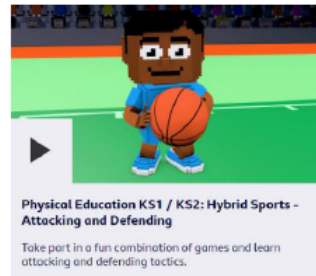 Physical Education KS1 / KS2: Hybrid Sports -
Attacking and Defending
Take part in a fun combination of games and learn
attacking and defending tactics.